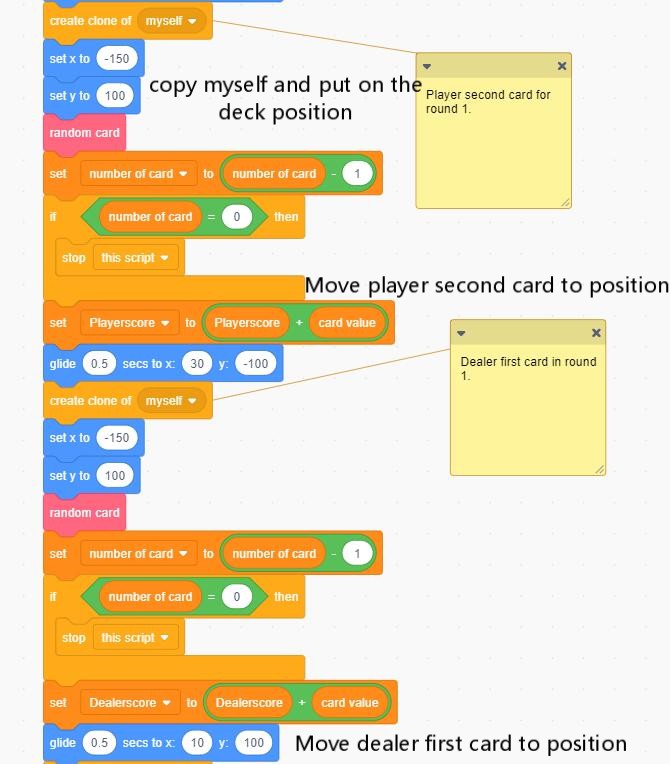 create clone of myself
set x to -150
set y to 100
copy myself and put on the
deck position
Player second card for
round 1.
random card
set number of card to number of card - 1
if number of card = 0 then
stop this script
Move player second card to position
set Playerscore to Playerscore + card value
glide 0.5 secs to x: 30 y: -100
Dealer first card in round
1.
create clone of myself
set x to -150
set y to 100
random card
set number of card to number of card - 1
if number of card = 0 then
stop this script
set Dealerscore to Dealerscore + card value
glide 0.5 secs to x: 10 y: 100
Move dealer first card to position